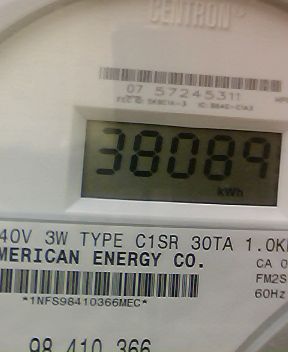 CENTRON
07 57245311
38089
kWh
40V 3W TYPE C1SR 30TA 1.0K
MERICAN ENERGY CO.
CA 0
FM2S
60Hz
*1NFS98410366MEC*
98 410 366